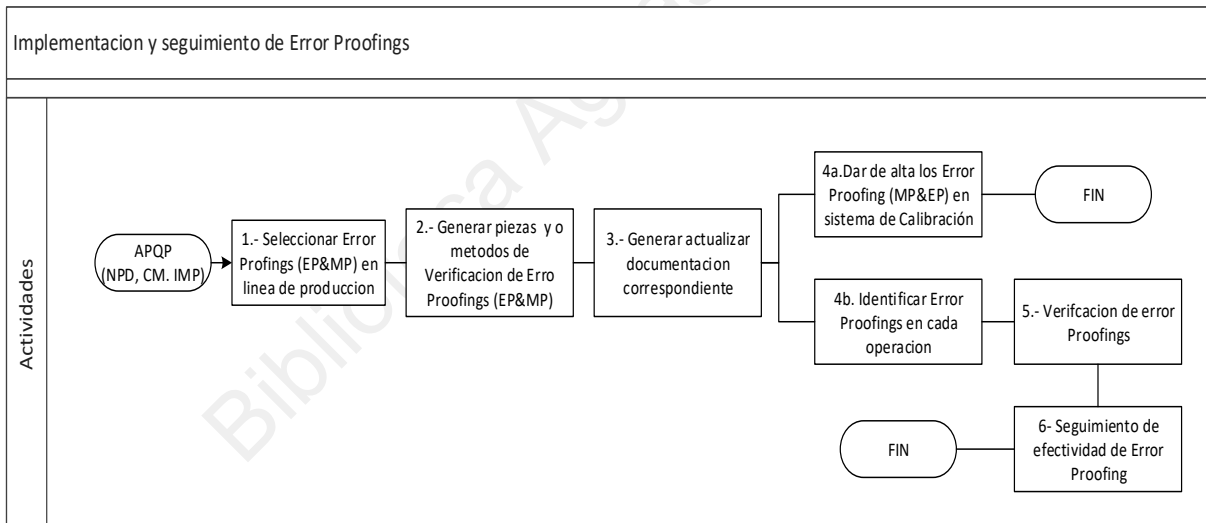 Implementacion y seguimiento de Error Proofings
Actividades
APQP
(NPD, CM. IMP)
1.- Seleccionar Error
Profings (EP&MP) en
linea de produccion
2.- Generar piezas y o
metodos de
Verificacion de Erro
Proofings (EP&MP)
3.- Generar actualizar
documentacion
correspondiente
4a.Dar de alta los Error
Proofing (MP&EP) en
sistema de Calibración
FIN
4b. Identificar Error
Proofings en cada
operacion
5.- Verifcacion de error
Proofings
6- Seguimiento de
efectividad de Error
Proofing
FIN